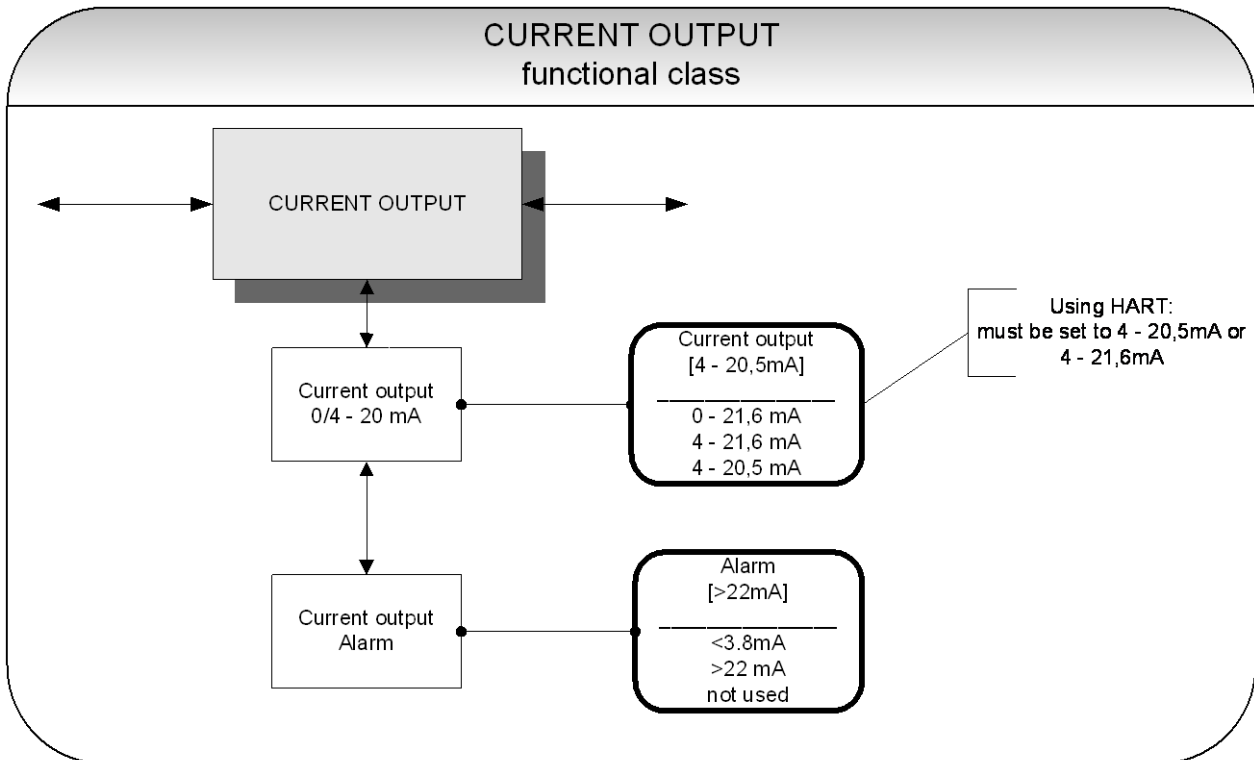 CURRENT OUTPUT
functional class
CURRENT OUTPUT
Current output
0/4 - 20 mA
Current output
[4 - 20,5mA]
0 - 21,6 mA
4 - 21,6 mA
4 - 20,5 mA
Using HART:
must be set to 4 - 20,5mA or
4 - 21,6mA
Current output
Alarm
Alarm
[>22mA]
<3.8mA
>22 mA
not used